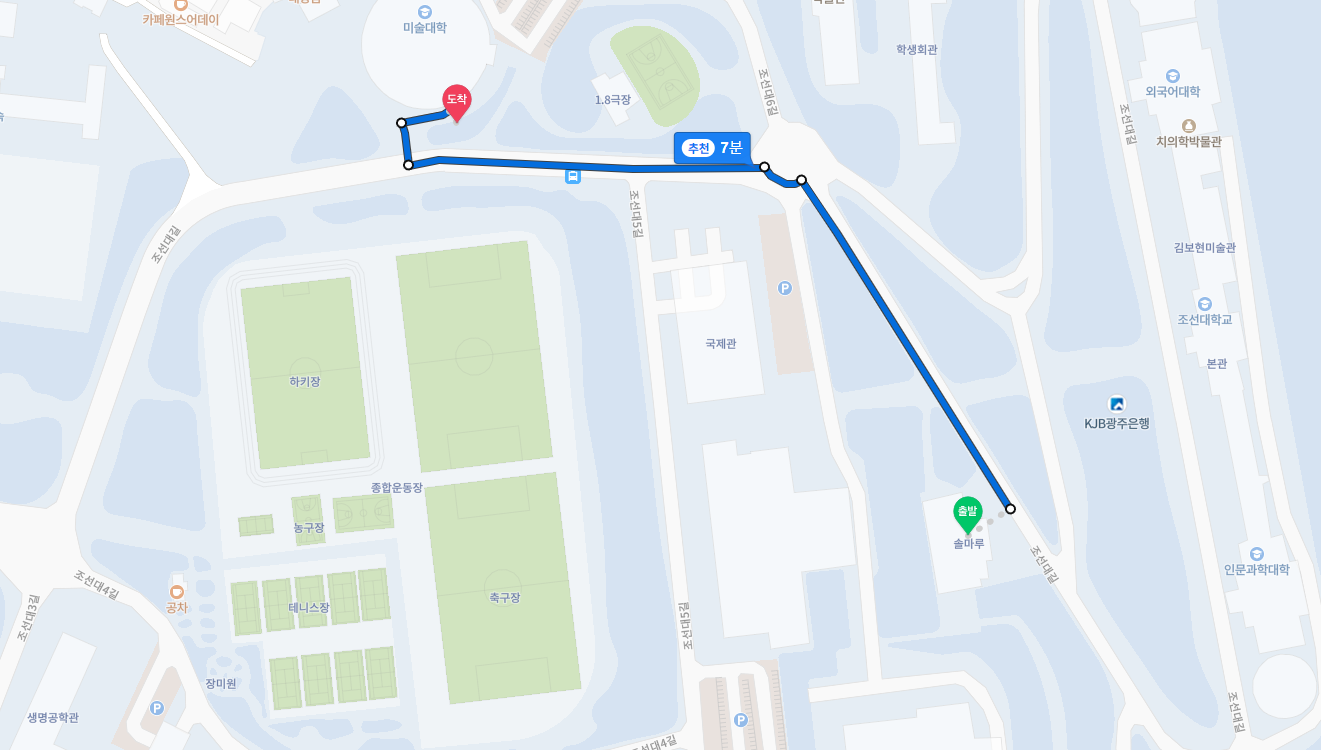 카페윈스어데이
미술대학
학생회관
조선대6길
1.8극장
외국어대학
조선대길
치의학박물관
도착
추천 7분
조선대5길
조선대길
김보현미술관
P
조선대학교
국제관
본관
하키장
KJB광주은행
종합운동장
농구장
출발
솔마루
조선대길
인문과학대학
조선대4길
공차
테니스장
축구장
조선대3길
조선대5길
장미원
생명공학관
P
P
조선대4길
조선대길